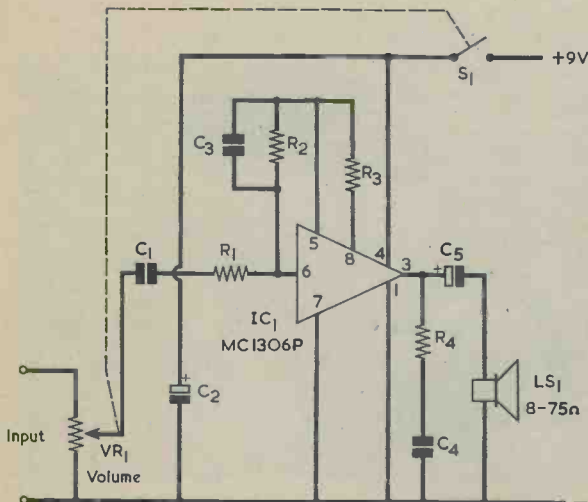 S1
+9V
C3
R2
R3
C1
R1
5
8
4
6
3
C5
+
7
1
IC1
MC1306P
R4
+
C2
LS1
8-75Ω
Input
VR1
Volume
C4